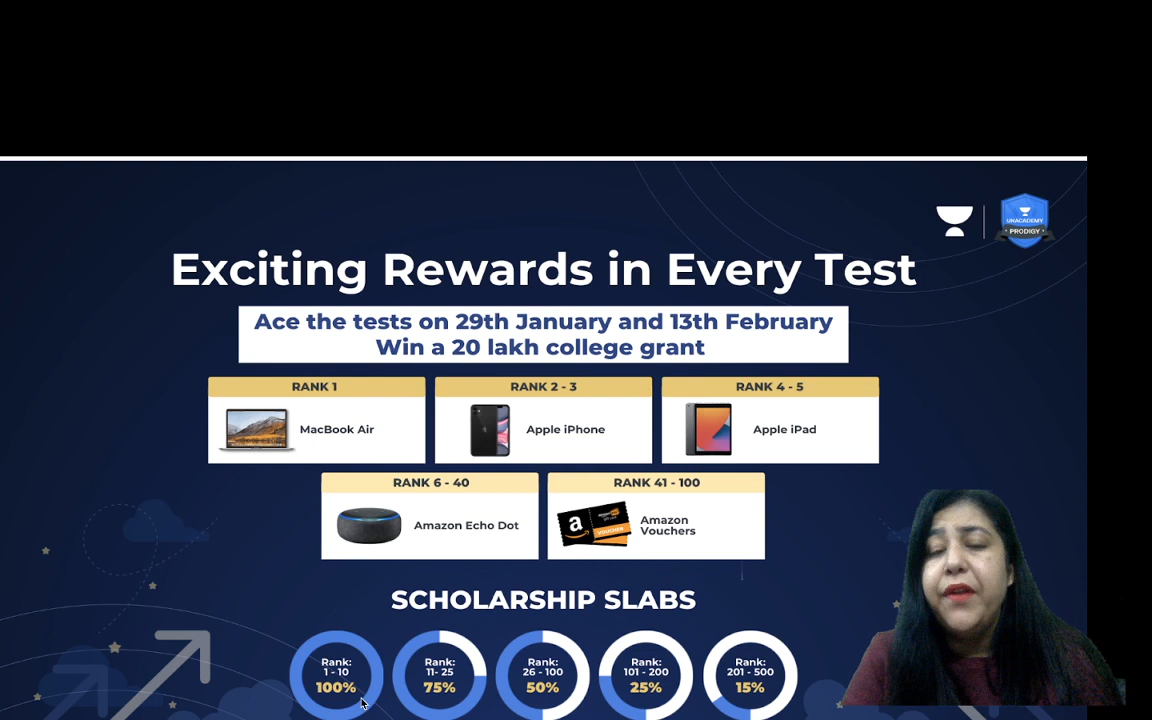 UNACADEMY
PRODIGY
Exciting Rewards in Every Test
Ace the tests on 29th January and 13th February
Win a 20 lakh college grant
RANK 1
RANK 2 - 3
RANK 4 - 5
MacBook Air
Apple iPhone
Apple iPad
RANK 6 - 40
RANK 41 - 100
Amazon Echo Dot
a
VOUCHER
Amazon
Vouchers
SCHOLARSHIP SLABS
Rank:
1 - 10
100%
Rank:
11- 25
75%
Rank:
26 - 100
50%
Rank:
101 - 200
25%
Rank:
201 - 500
15%